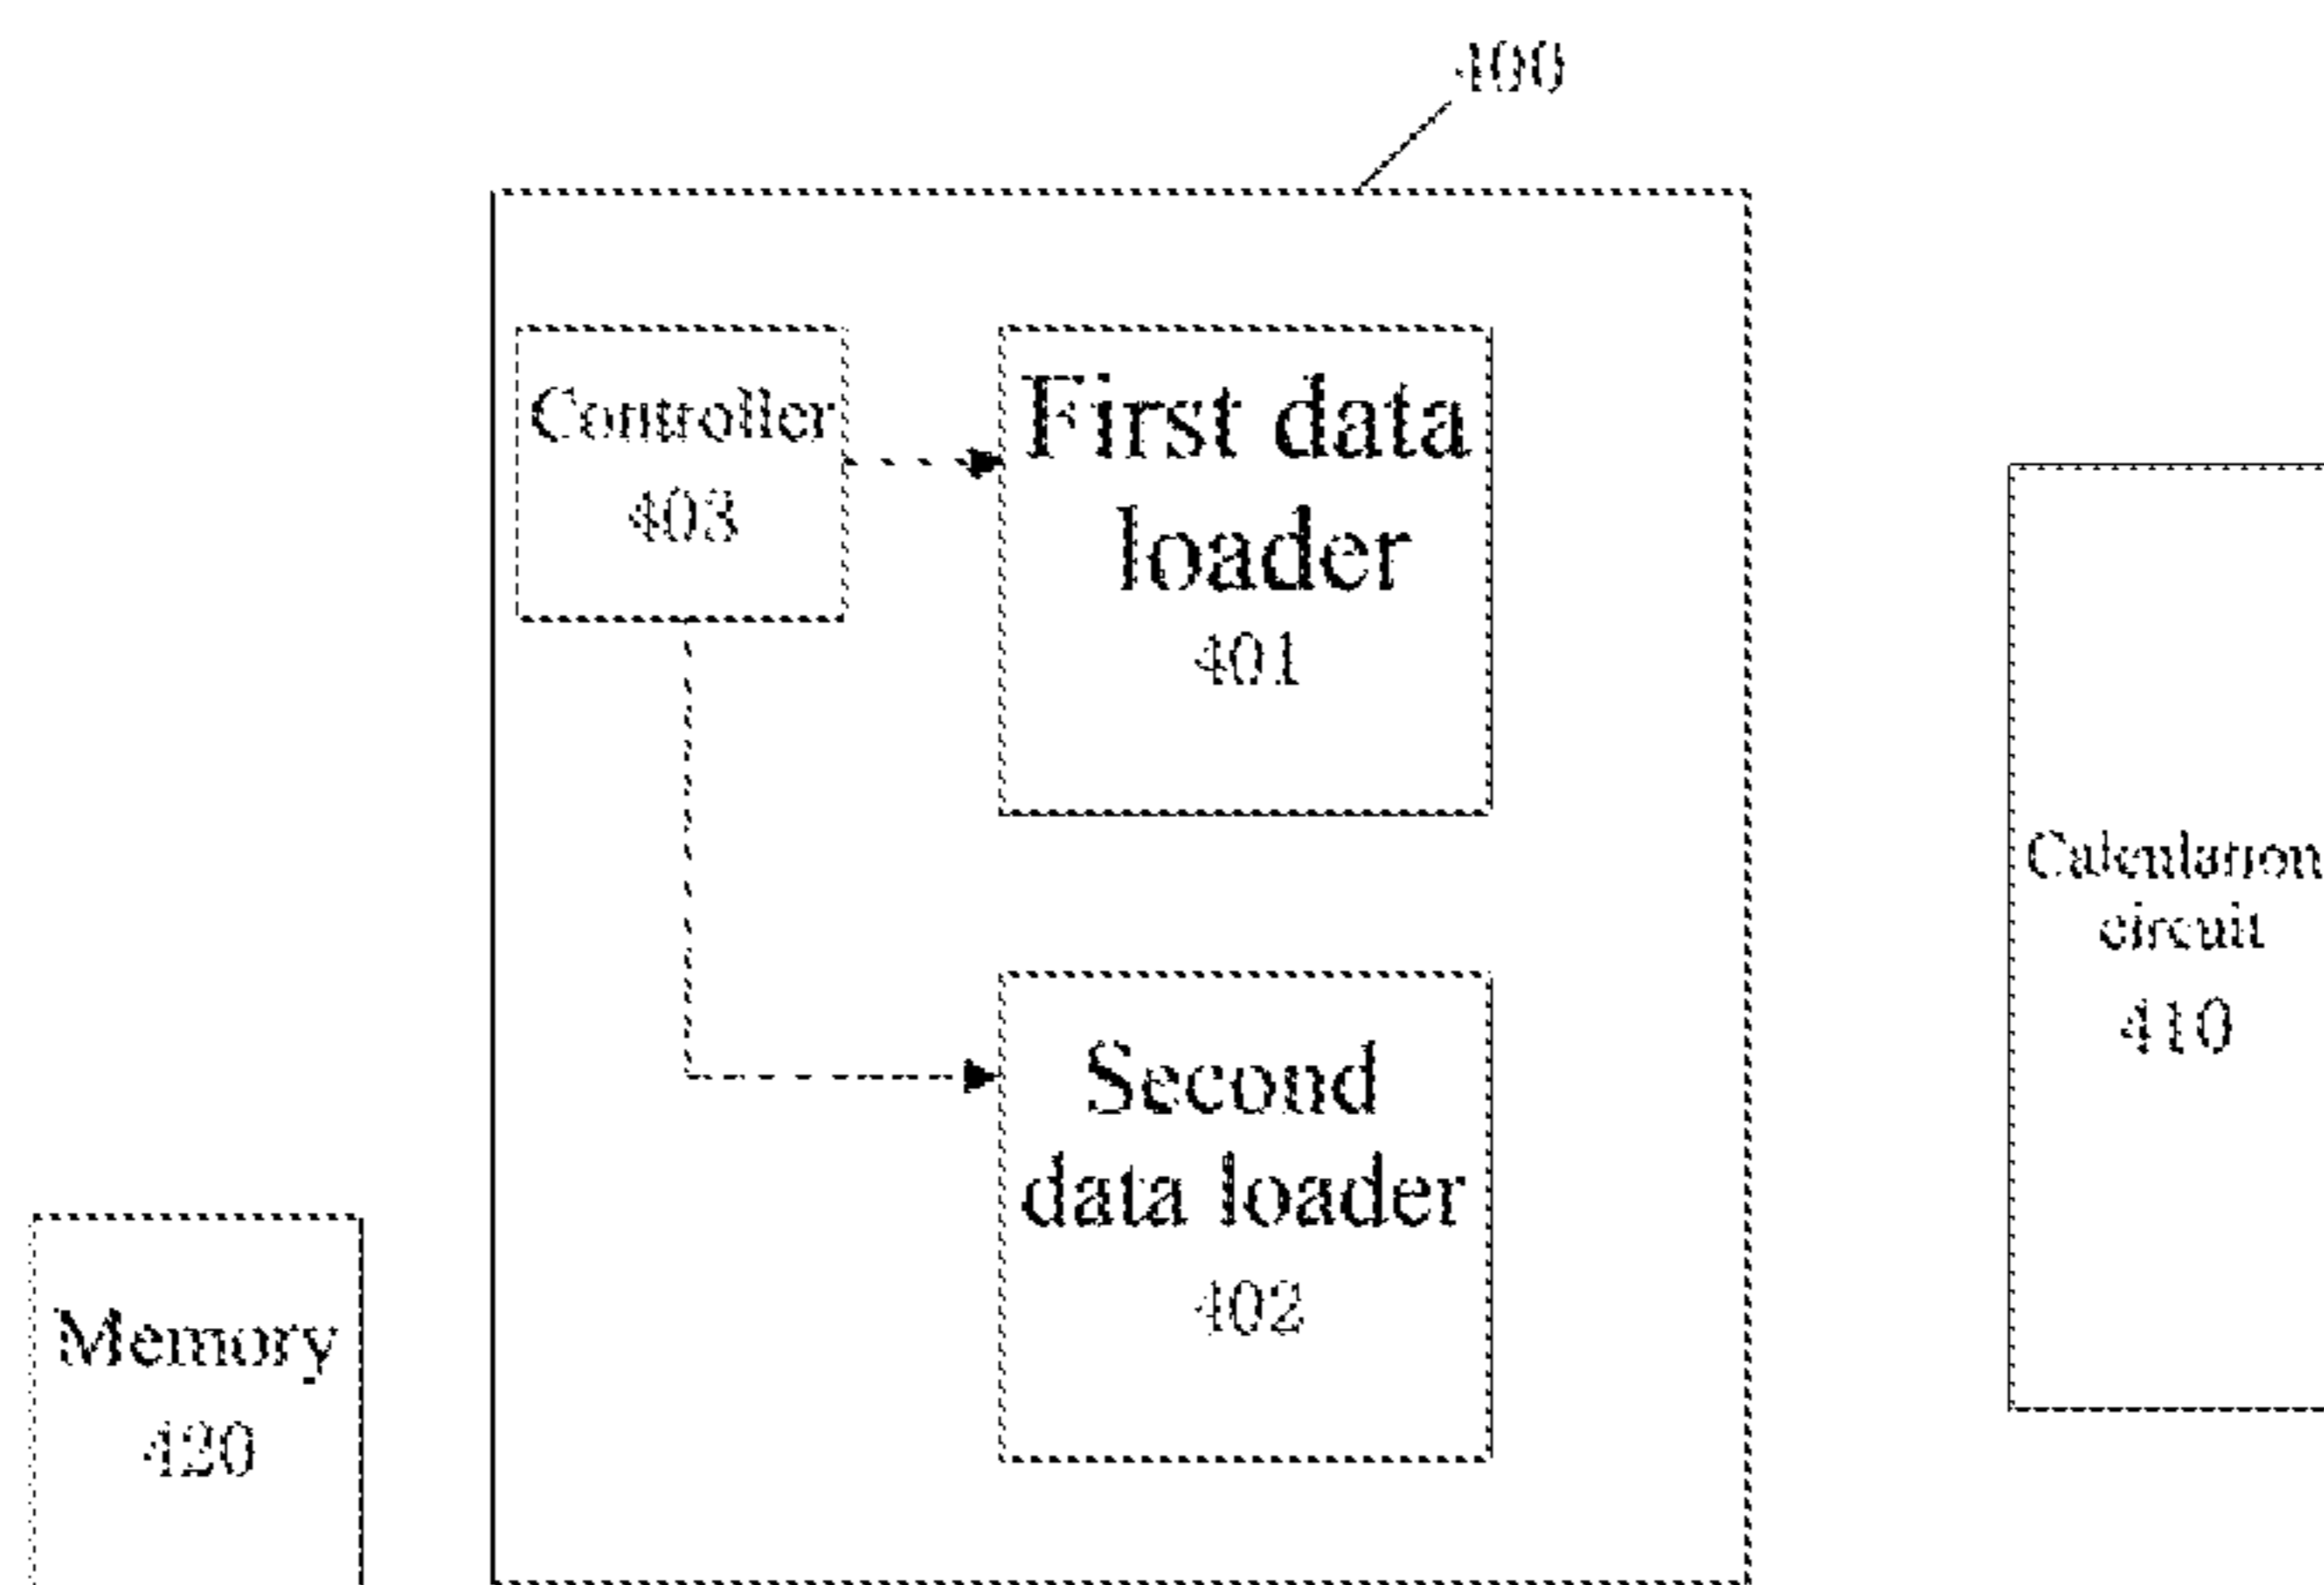 400
Controller
403
First data
loader
401
Calculation
circuit
410
Second
data loader
402
Memory
420